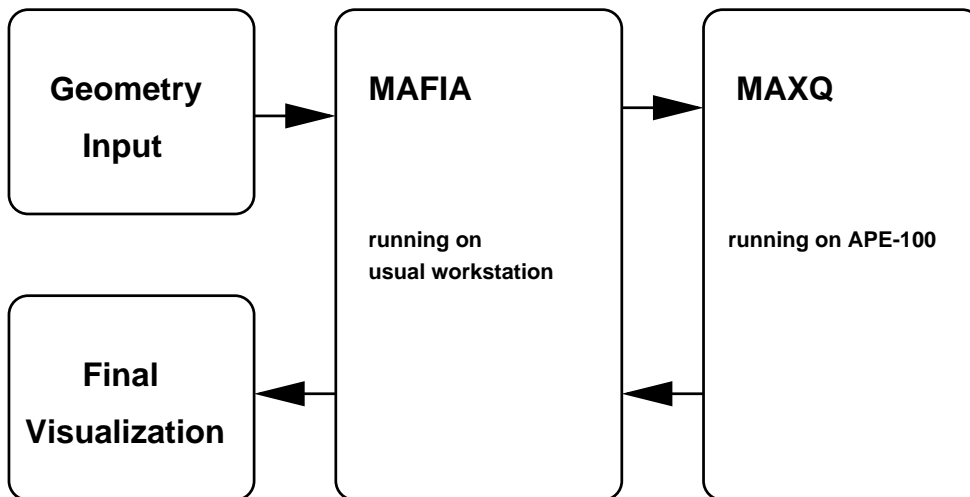 Geometry
Input
MAFIA
running on
usual workstation
MAXQ
running on APE-100
Final
Visualization